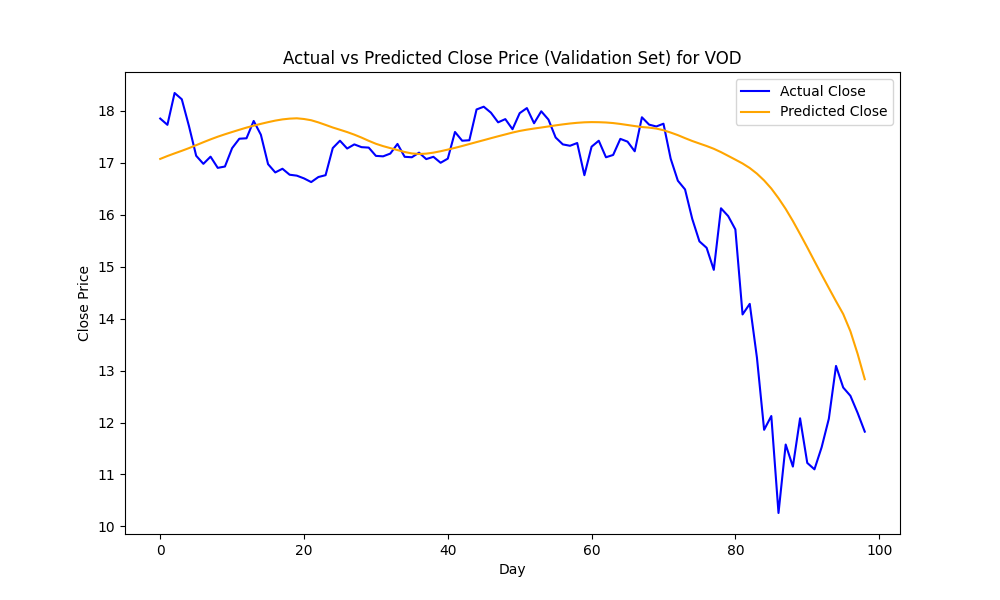 Actual vs Predicted Close Price (Validation Set) for VOD
Actual Close
Predicted Close
18
17
16
15
14
13
12
11
10
Close Price
0 20 40 60 80 100
Day